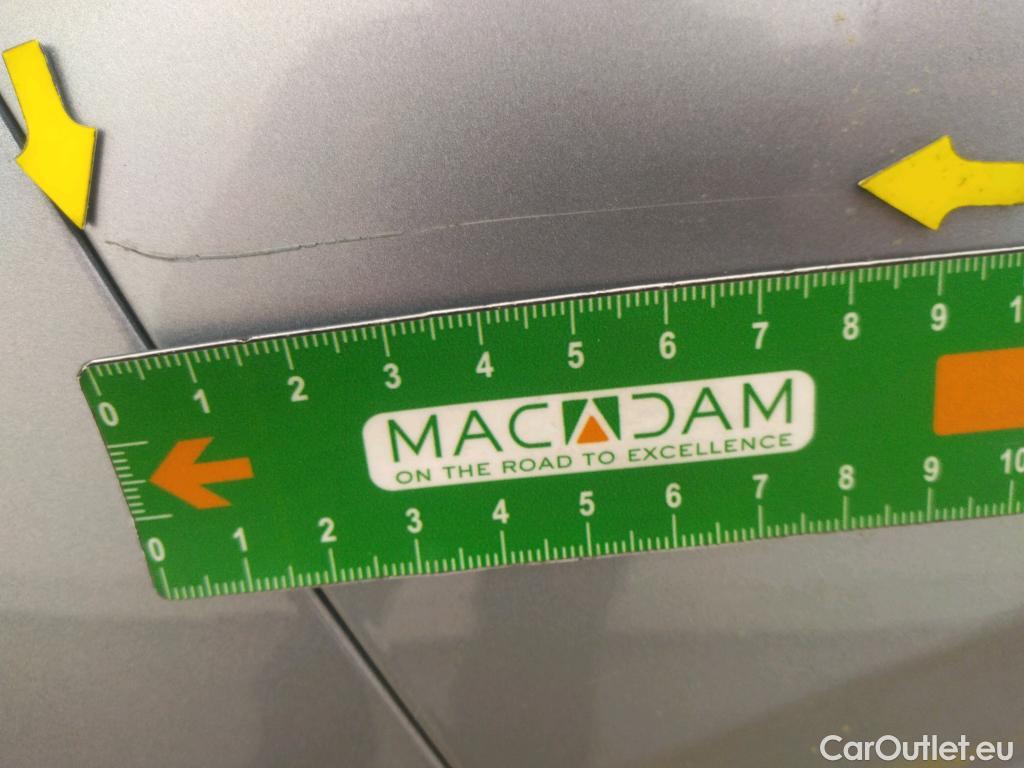 0 1 2 3 4 5 6 7 8 9 1
MACADAM
ON THE ROAD TO EXCELLENCE
0 1 2 3 4 5 6 7 8 9 10
CarOutlet.eu